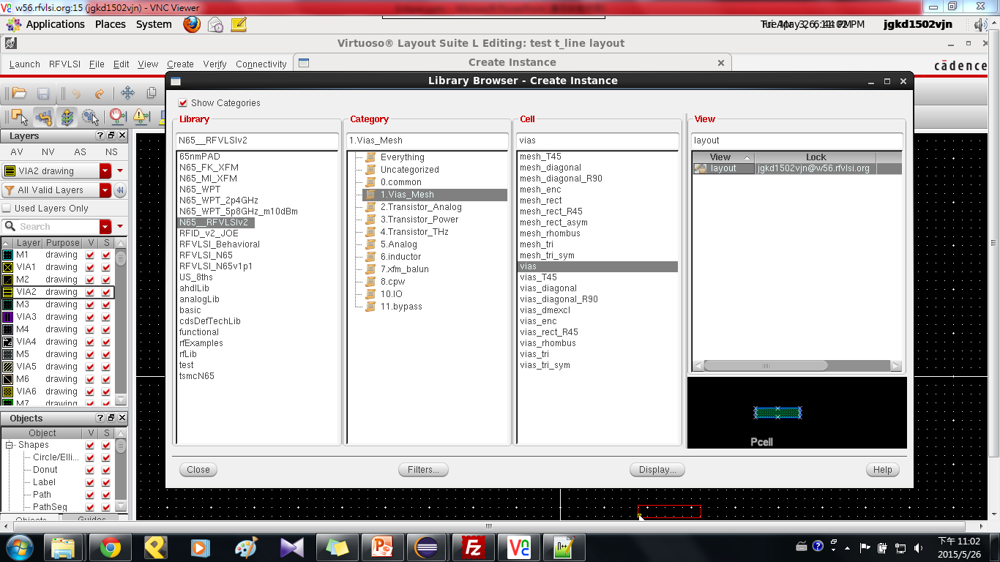 w56.rfvlsi.org:15 (jgkd1502vjn) - VNC Viewer
Applications Places System
jgkd1502vjn
Virtuoso® Layout Suite L Editing: test t_line layout
Launch RFVLSI File Edit View Create Verify Connectivity
Create Instance
cādence
Library Browser - Create Instance
Show Categories
Library
N65__RFVLSIv2
65nmPAD
N65_FK_XFM
N65_MI_XFM
N65_WPT
N65_WPT_2p4GHz
N65_WPT_5p8GHz_m10dBm
N65__RFVLSIv2
RFID_v2_JOE
RFVLSI_Behavioral
RFVLSI_N65
RFVLSI_N65v1p1
US_8ths
ahdlLib
analogLib
basic
cdsDefTechLib
functional
rfExamples
rfLib
test
tsmcN65
Category
1.Vias_Mesh
Everything
Uncategorized
0.common
1.Vias_Mesh
2.Transistor_Analog
3.Transistor_Power
4.Transistor_THz
5.Analog
6.inductor
7.xfm_balun
8.cpw
10.IO
11.bypass
Cell
vias
mesh_T45
mesh_diagonal
mesh_diagonal_R90
mesh_enc
mesh_rect
mesh_rect_R45
mesh_rect_asym
mesh_rhombus
mesh_tri
mesh_tri_sym
vias
vias_T45
vias_diagonal
vias_diagonal_R90
vias_dmexcl
vias_enc
vias_rect_R45
vias_rhombus
vias_tri
vias_tri_sym
View
layout
View Lock
layout jgkd1502vjn@w56.rfvlsi.org
Pcell
Close Filters... Display... Help
Layers
AV NV AS NS
VIA2 drawing
All Valid Layers
Used Layers Only
Search
Layer Purpose V S
M1 drawing
VIA1 drawing
M2 drawing
VIA2 drawing
M3 drawing
VIA3 drawing
M4 drawing
VIA4 drawing
M5 drawing
VIA5 drawing
M6 drawing
VIA6 drawing
M7 drawing
Objects
Object V S
Shapes
Circle/Elli...
Donut
Label
Path
PathSeg
Objects Guides
下午 11:02
2015/5/26